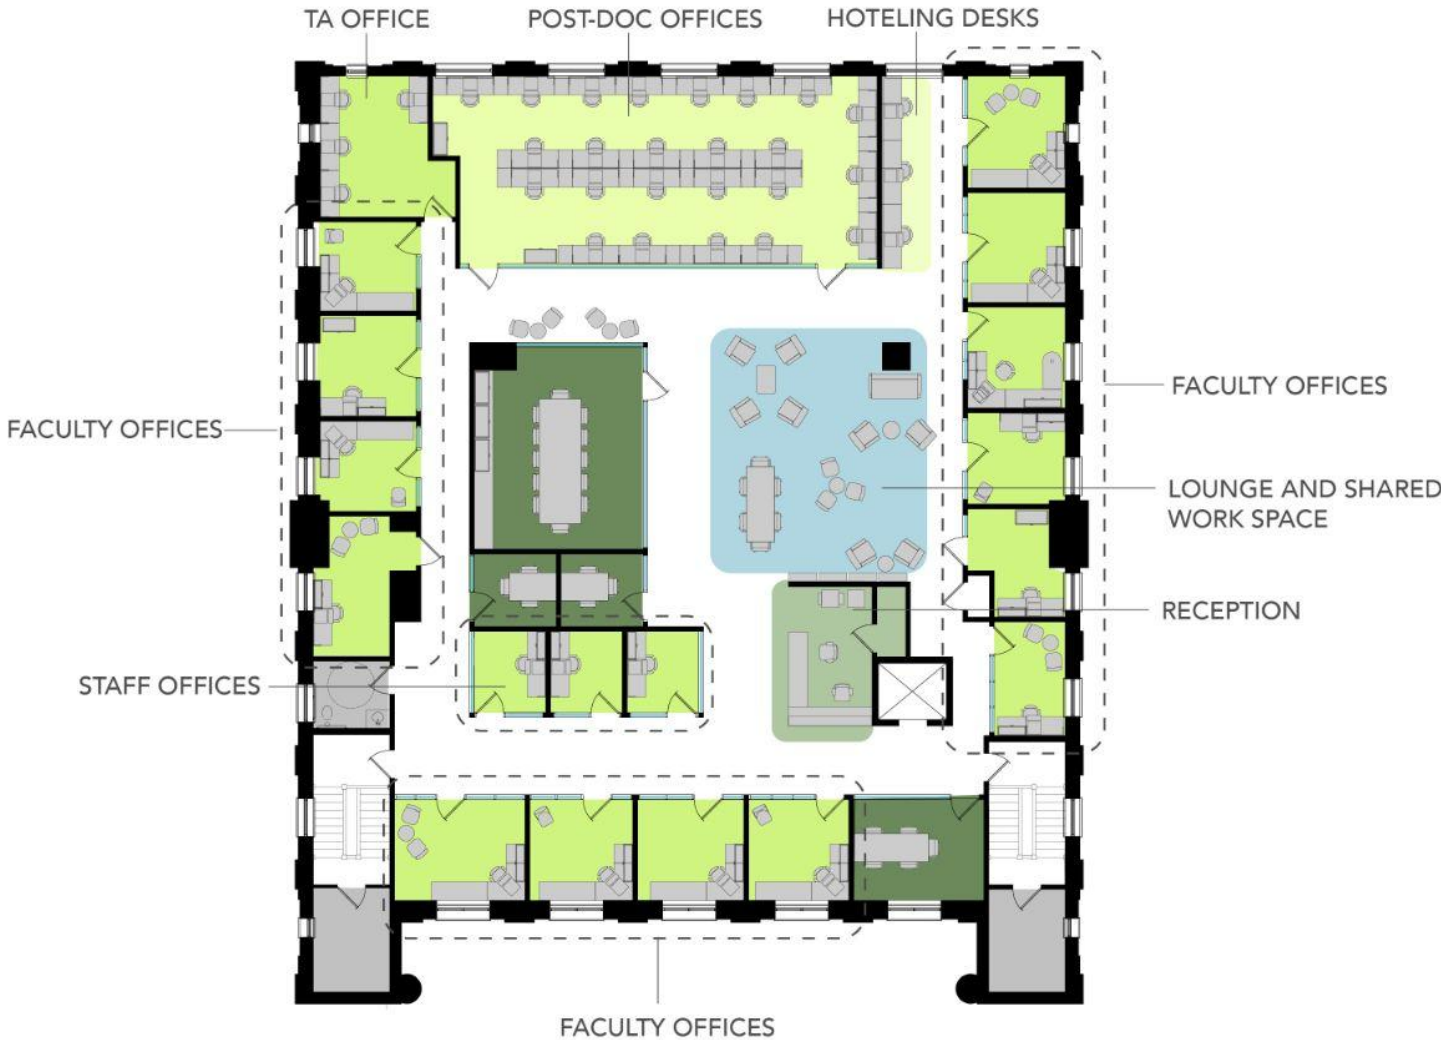 TA OFFICE
POST-DOC OFFICES
HOTELING DESKS
FACULTY OFFICES
FACULTY OFFICES
LOUNGE AND SHARED
WORK SPACE
RECEPTION
STAFF OFFICES
FACULTY OFFICES